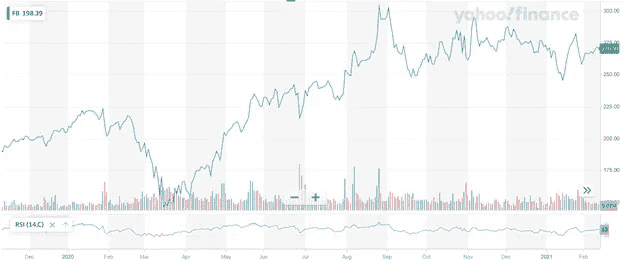 FB 198.39
yahoo!finance
300.00
275.00
250.00
225.00
200.00
175.00
RSI (14,C)
Dec 2020 Feb Mar Apr May Jun Jul Aug Sep Oct Nov Dec 2021 Feb